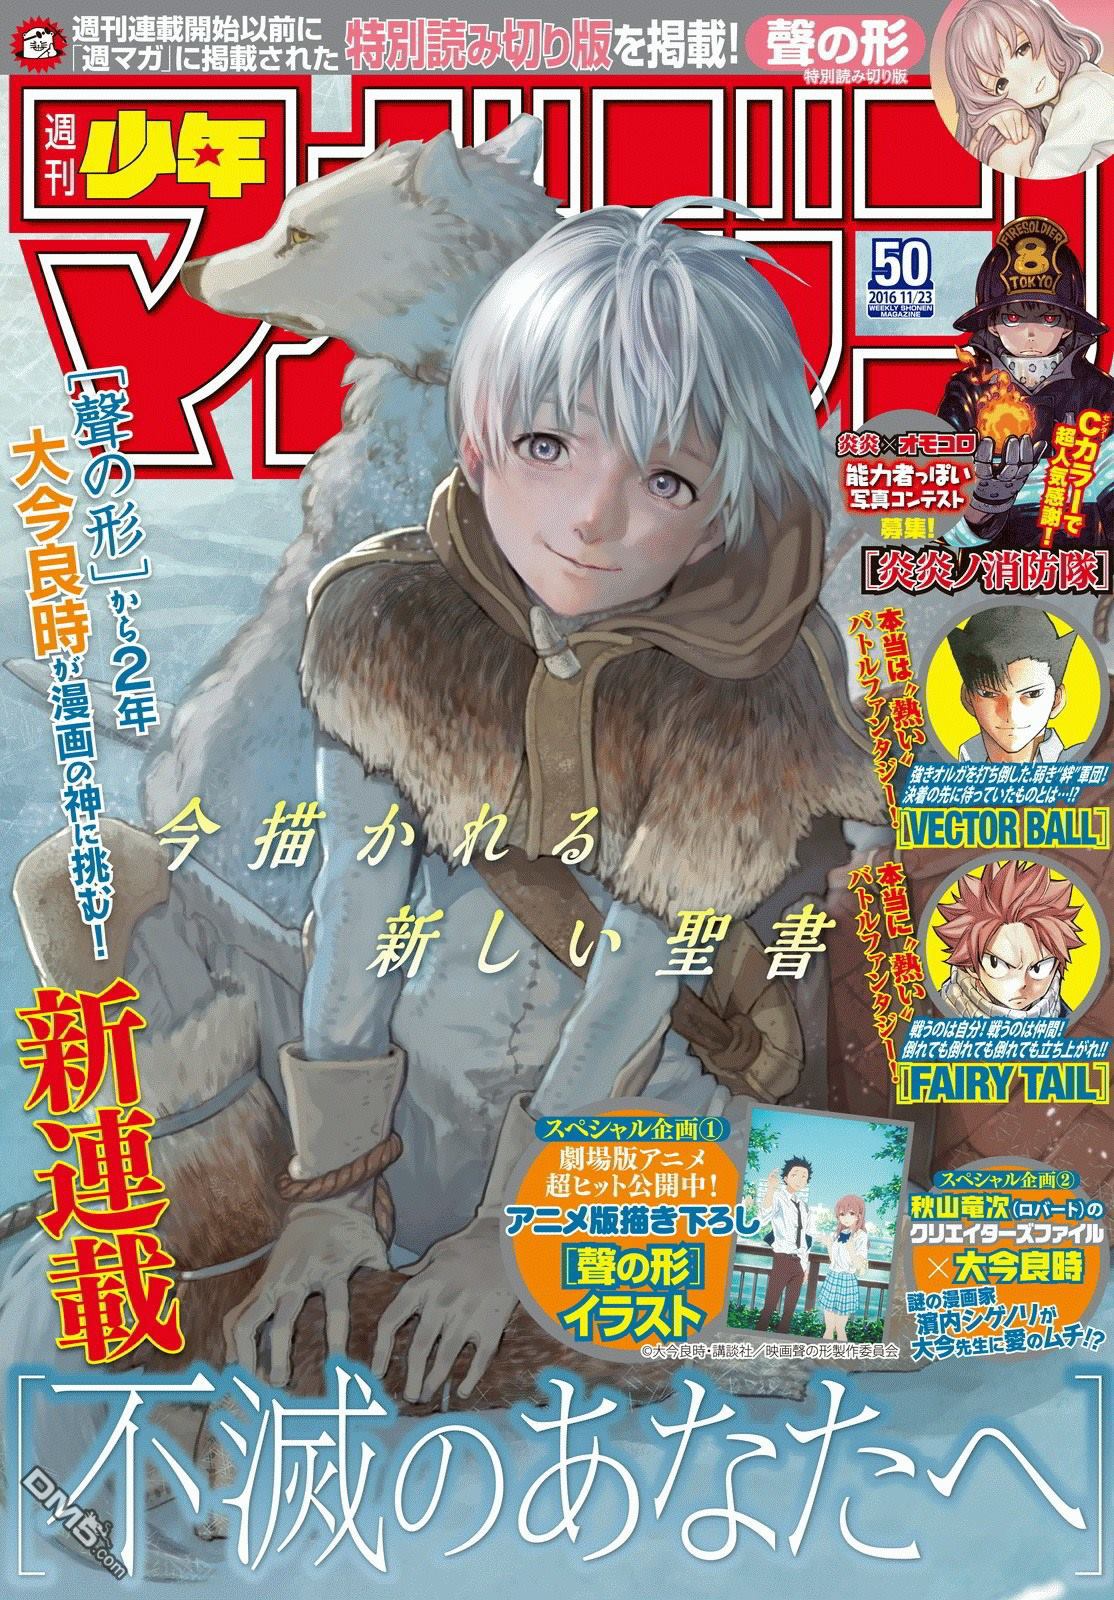 週刊連載開始以前に
「週マガ」に掲載された
特別読み切り版を掲載!
聲の形
特別読み切り版
週刊
少年
マガジン
50
2016 11/23
WEEKLY SHONEN
MAGAZINE
FIRESOLDIER
8
TOKYO
Cカラーで
センター
超人気感謝!
炎炎×オモコロ
能力者っぽい
写真コンテスト
募集!
[炎炎ノ消防隊]
[聲の形]から2年
大今良時が漫画の神に挑む!
本当は“熱い”
バトルファンタジー!
強きオルガを打ち倒した、弱き“絆”軍団!
決着の先に待っていたものとは…!?
[VECTOR BALL]
今描かれる
新しい聖書
本当に“熱い”
バトルファンタジー!
戦うのは自分! 戦うのは仲間!
倒れても倒れても倒れても立ち上がれ!!
[FAIRY TAIL]
新連載
スペシャル企画①
劇場版アニメ
超ヒット公開中!
アニメ版描き下ろし
[聲の形]
イラスト
スペシャル企画②
秋山竜次(ロバート)の
クリエイターズファイル
×大今良時
謎の漫画家
濵内シゲノリが
大今先生に愛のムチ!?
©大今良時・講談社／映画聲の形製作委員会
[不滅のあなたへ]
DM5.com